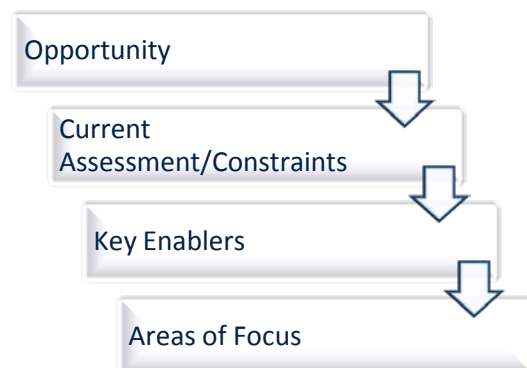 Opportunity
Current
Assessment/Constraints
Key Enablers
Areas of Focus